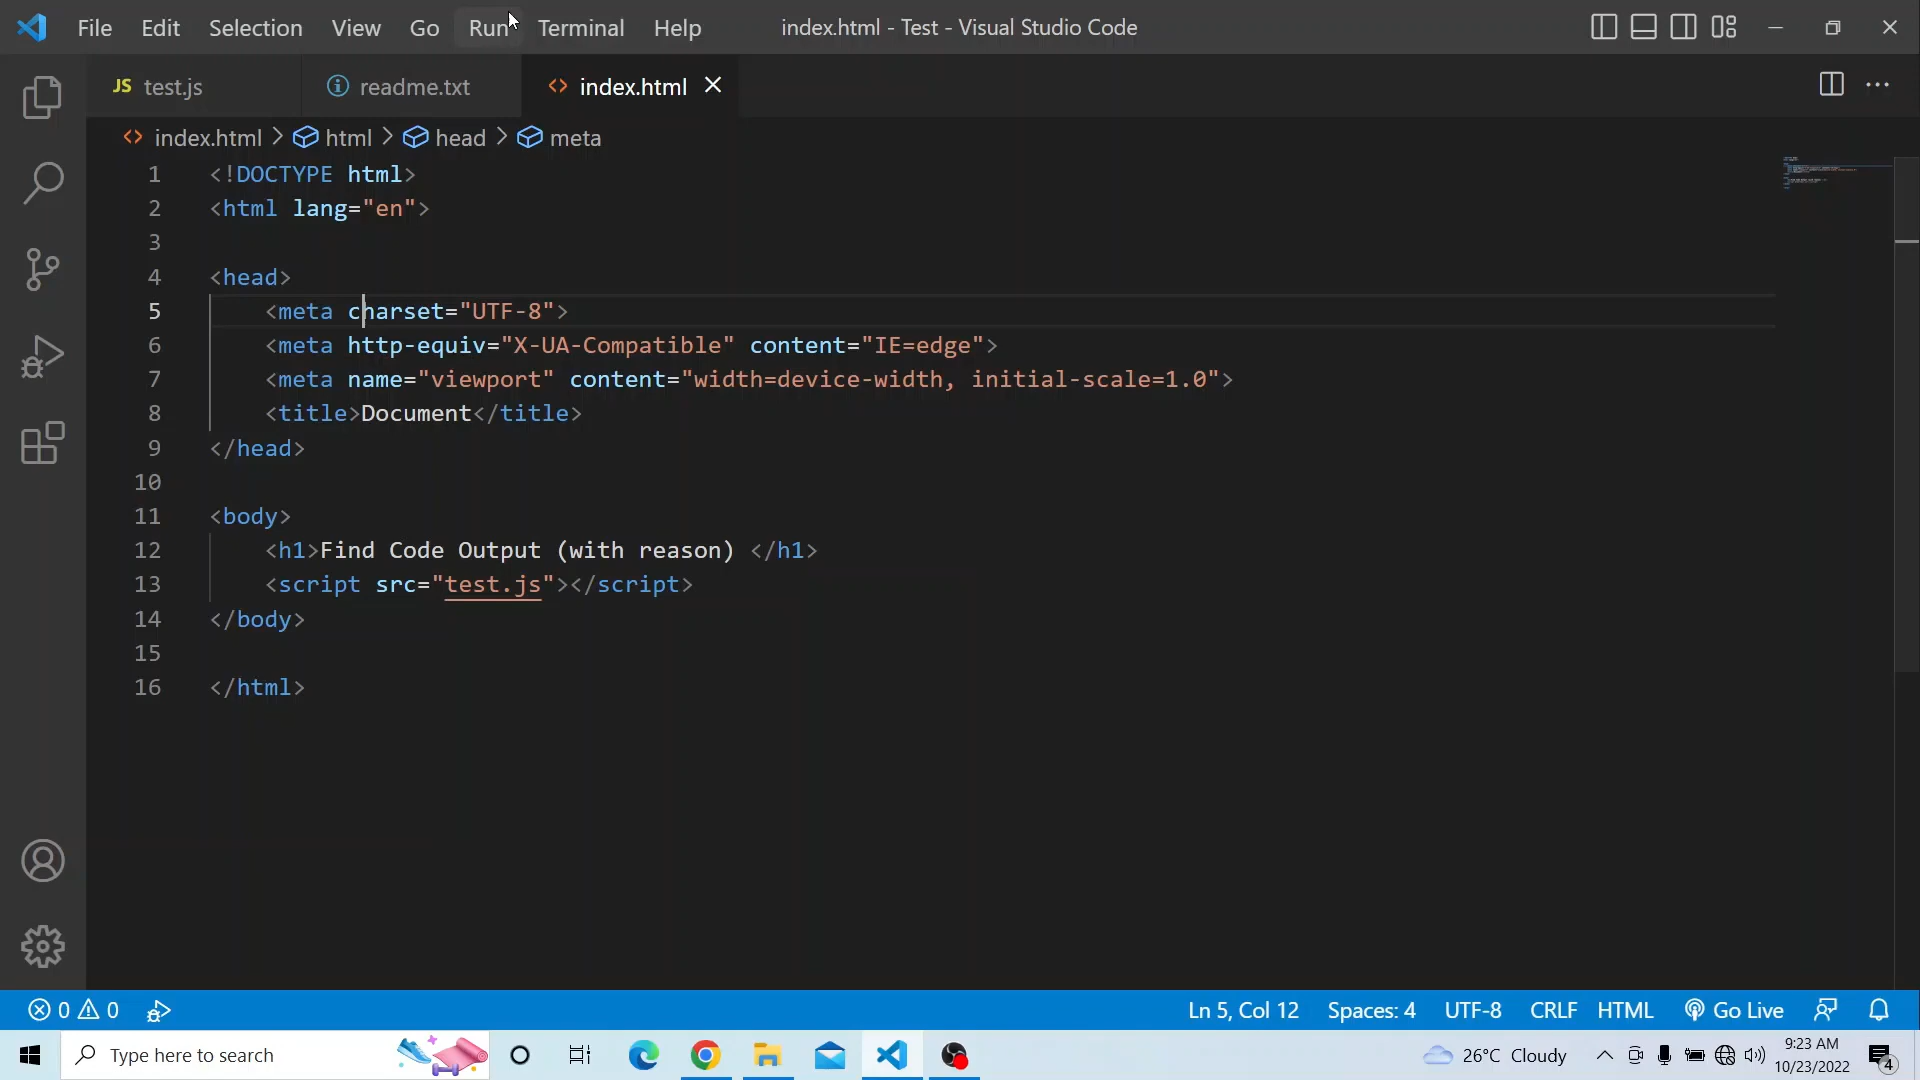 File Edit Selection View Go Run Terminal Help index.html - Test - Visual Studio Code
JS test.js readme.txt <> index.html
<> index.html > html > head > meta
1 <!DOCTYPE html>
2 <html lang="en">
3
4 <head>
5     <meta charset="UTF-8">
6     <meta http-equiv="X-UA-Compatible" content="IE=edge">
7     <meta name="viewport" content="width=device-width, initial-scale=1.0">
8     <title>Document</title>
9 </head>
10
11 <body>
12     <h1>Find Code Output (with reason) </h1>
13     <script src="test.js"></script>
14 </body>
15
16 </html>
0 0 Ln 5, Col 12 Spaces: 4 UTF-8 CRLF HTML Go Live
Type here to search 26°C Cloudy 9:23 AM
10/23/2022 4